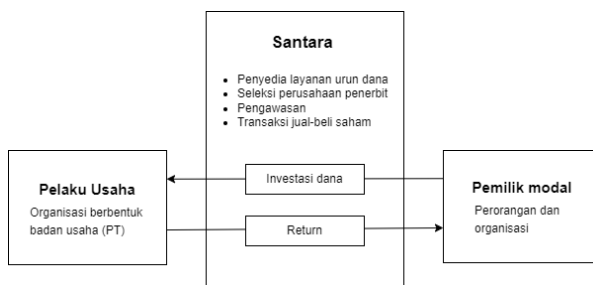 Santara
Penyedia layanan urun dana
Seleksi perusahaan penerbit
Pengawasan
Transaksi jual-beli saham
Pelaku Usaha
Organisasi berbentuk
badan usaha (PT)
Investasi dana
Return
Pemilik modal
Perorangan dan
organisasi